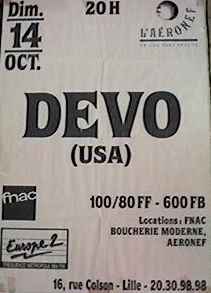 Dim.
14
OCT.
20 H
L'AÉRONEF
DEVO
(USA)
fnac
100/80 FF - 600 FB
Locations : FNAC
BOUCHERIE MODERNE,
AERONEF
Europe 2
16, rue Colson - Lille - 20.30.98.98